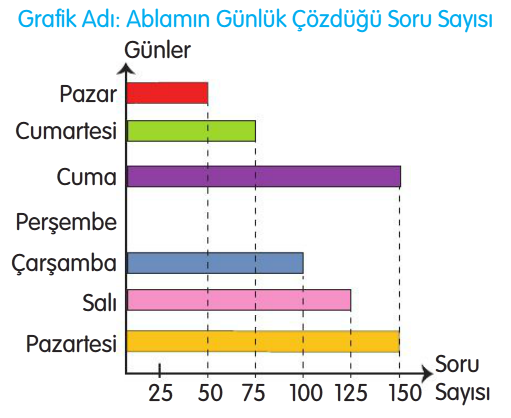 Grafik Adı: Ablamın Günlük Çözdüğü Soru Sayısı
Günler
Pazar
Cumartesi
Cuma
Perşembe
Çarşamba
Salı
Pazartesi
25 50 75 100 125 150
Soru
Sayısı